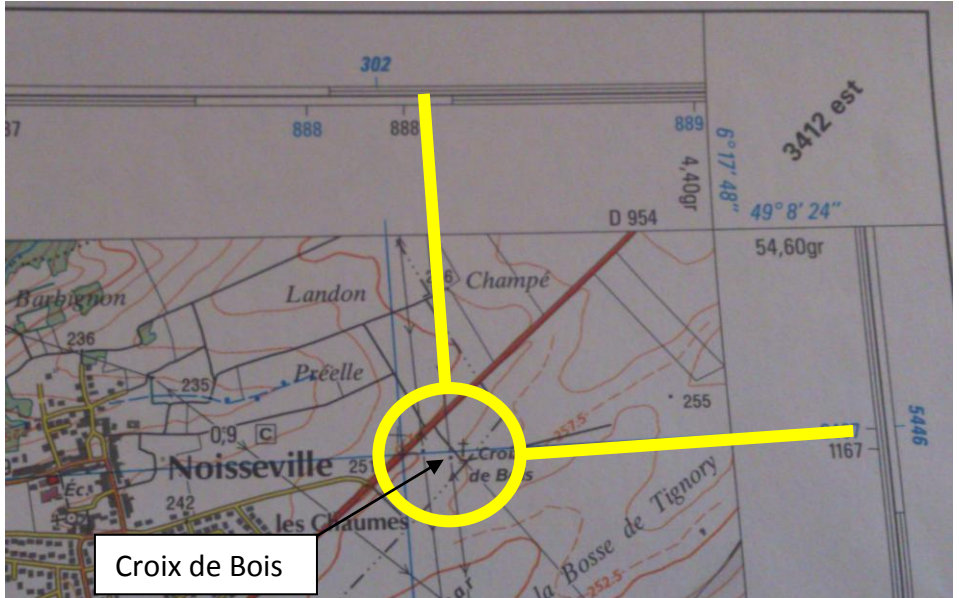 302
888
888
889
6° 17' 48"
4,40gr
3412 est
49° 8' 24"
54,60gr
D 954
Barbignon
Landon
Champé
236
Préelle
235
255
257.5
5446
1167
0,9 C
Noisseville
Croix
de Bois
Éc.
242
les Chaumes
la Bosse de Tignory
252.5
Croix de Bois